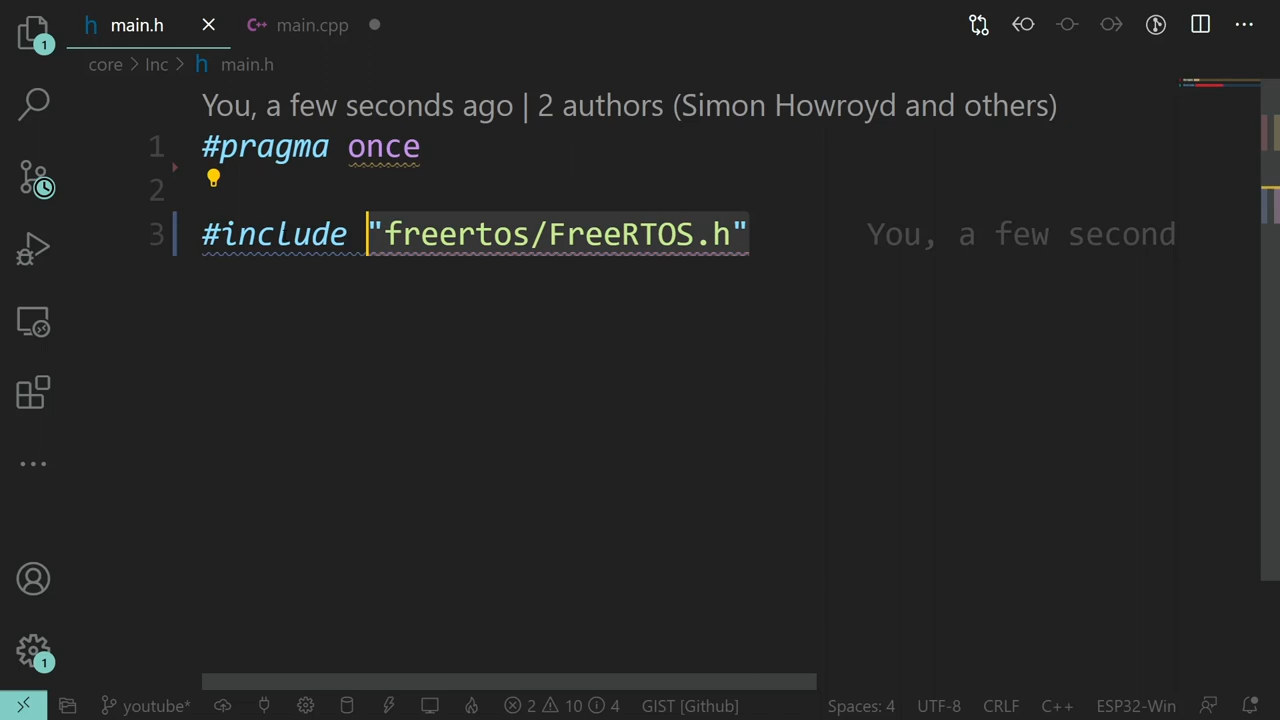 main.h main.cpp
1
core > Inc > main.h
You, a few seconds ago | 2 authors (Simon Howroyd and others)
1 #pragma once
2
3 #include "freertos/FreeRTOS.h" You, a few second
1
youtube* 2 10 4 GIST [Github] Spaces: 4 UTF-8 CRLF C++ ESP32-Win